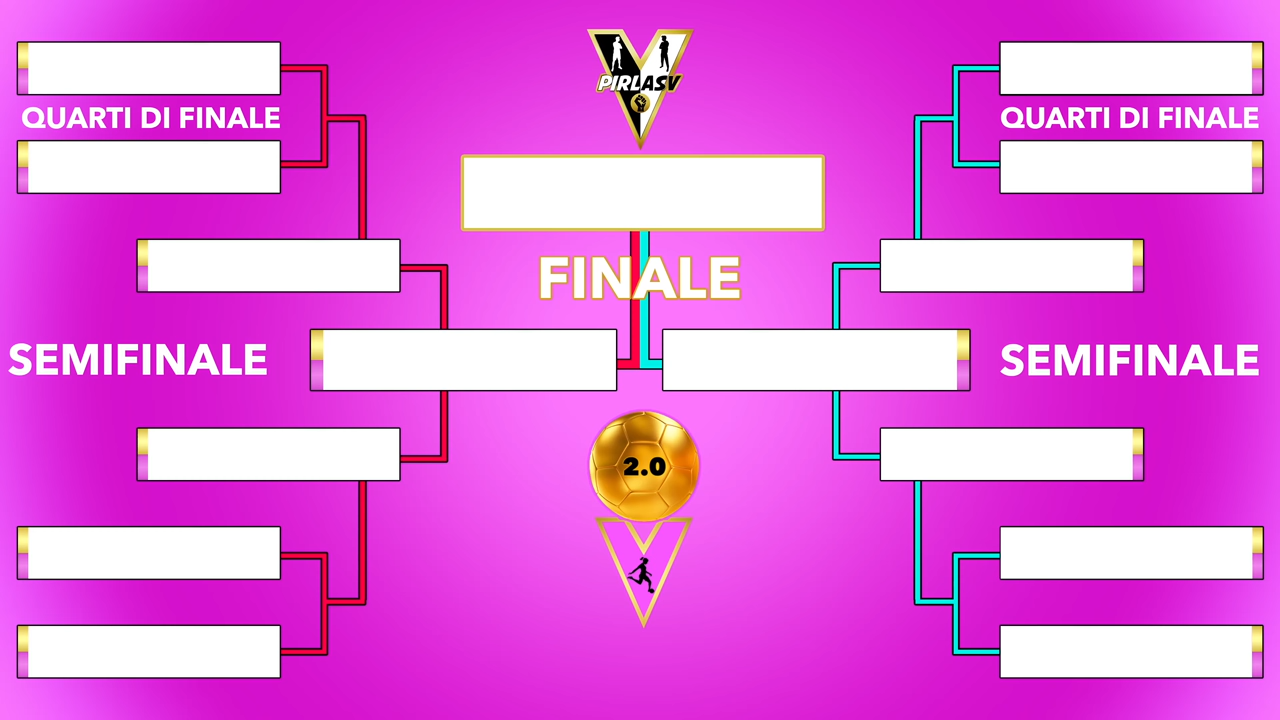 PIRLASV
QUARTI DI FINALE
QUARTI DI FINALE
FINALE
SEMIFINALE
SEMIFINALE
2.0